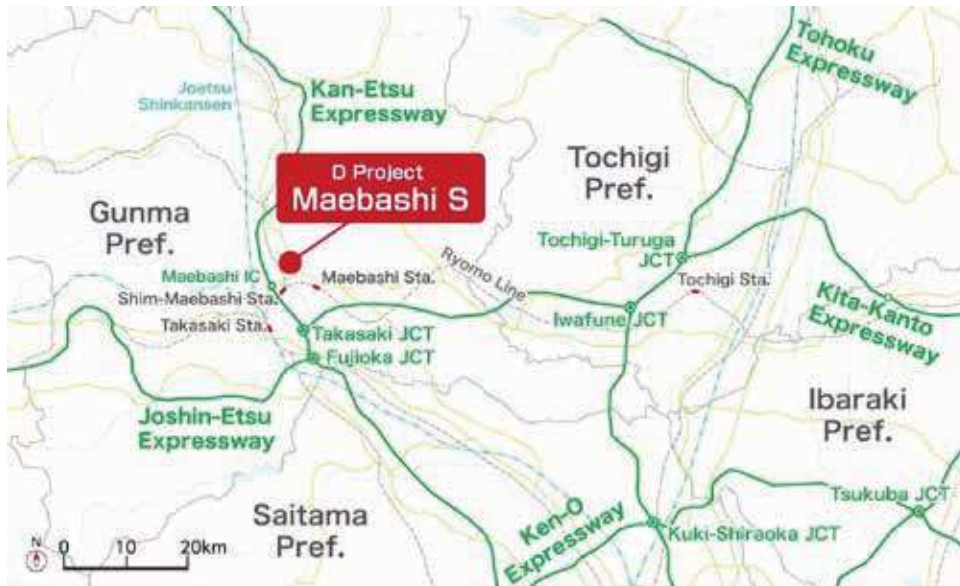 Joetsu
Shinkansen
Kan-Etsu
Expressway
Tohoku
Expressway
D Project
Maebashi S
Tochigi
Pref.
Gunma
Pref.
Tochigi-Turuga
JCT
Maebashi IC
Maebashi Sta.
Ryomo Line
Tochigi Sta.
Shim-Maebashi Sta.
Takasaki Sta.
Takasaki JCT
Iwafune JCT
Kita-Kanto
Expressway
Fujioka JCT
Joshin-Etsu
Expressway
Ibaraki
Pref.
Saitama
Pref.
Ken-O
Expressway
Tsukuba JCT
Kuki-Shiraoka JCT
N
0 10 20km